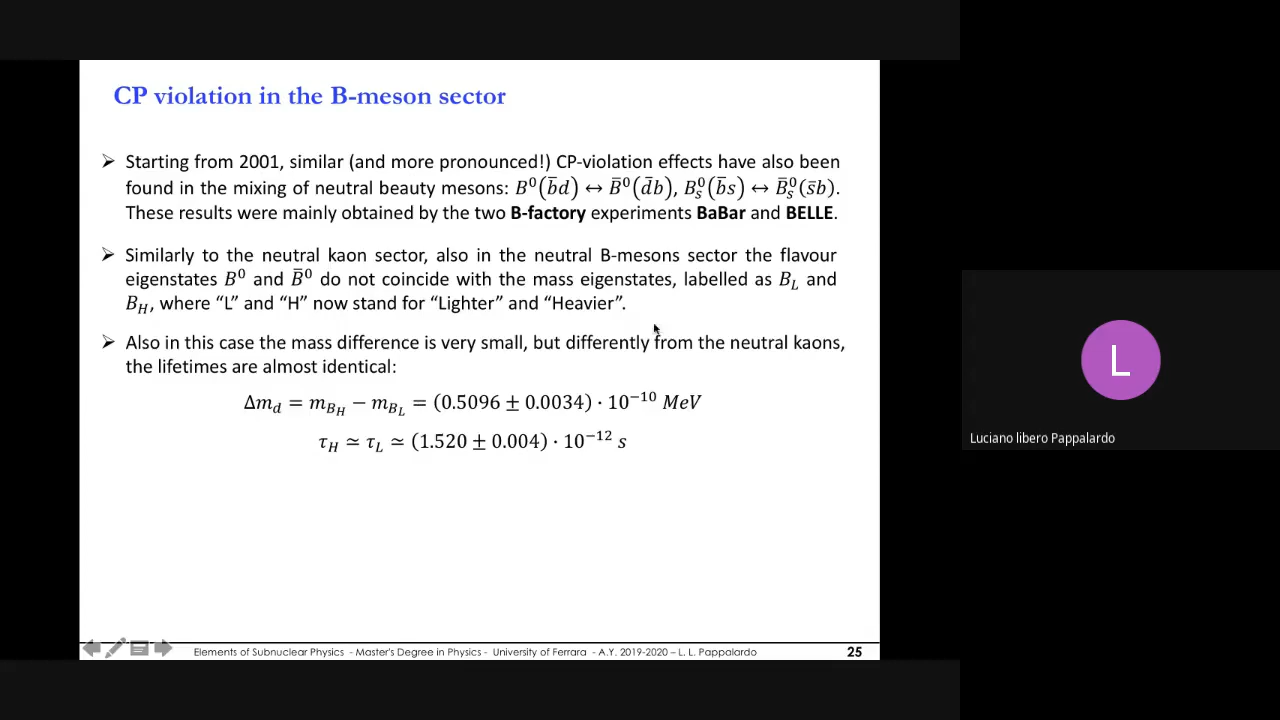 CP violation in the B-meson sector
➢ Starting from 2001, similar (and more pronounced!) CP-violation effects have also been
found in the mixing of neutral beauty mesons: B⁰(b̄d) ↔ B̄⁰(d̄b), B⁰ₛ(b̄s) ↔ B̄⁰ₛ(s̄b).
These results were mainly obtained by the two B-factory experiments BaBar and BELLE.
➢ Similarly to the neutral kaon sector, also in the neutral B-mesons sector the flavour
eigenstates B⁰ and B̄⁰ do not coincide with the mass eigenstates, labelled as B_L and
B_H, where “L” and “H” now stand for “Lighter” and “Heavier”.
➢ Also in this case the mass difference is very small, but differently from the neutral kaons,
the lifetimes are almost identical:
Δm_d = m_{B_H} − m_{B_L} = (0.5096 ± 0.0034) · 10⁻¹⁰ MeV
τ_H ≃ τ_L ≃ (1.520 ± 0.004) · 10⁻¹² s
Elements of Subnuclear Physics - Master's Degree in Physics - University of Ferrara - A.Y. 2019-2020 – L. L. Pappalardo 25
L
Luciano libero Pappalardo